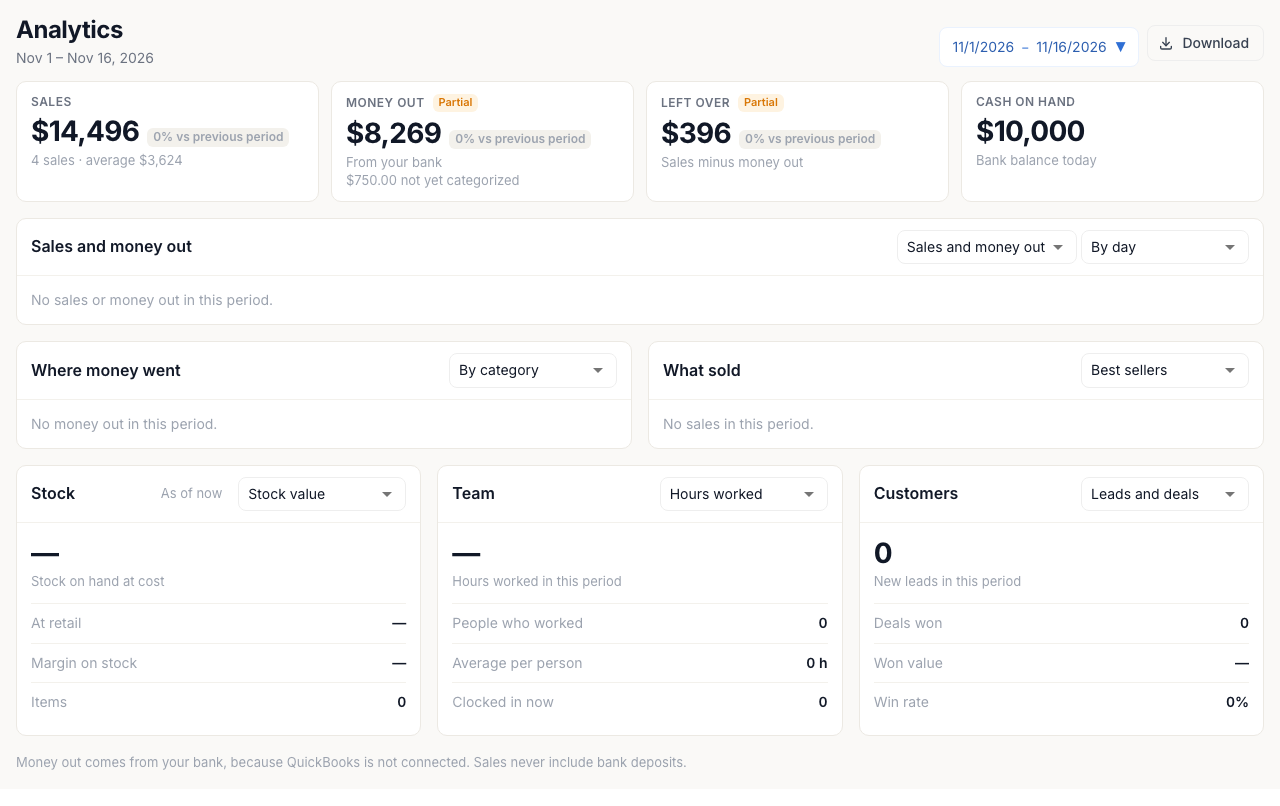 Analytics
Nov 1 – Nov 16, 2026
11/1/2026 – 11/16/2026 ▼
Download
SALES
$14,496 0% vs previous period
4 sales · average $3,624
MONEY OUT Partial
$8,269 0% vs previous period
From your bank
$750.00 not yet categorized
LEFT OVER Partial
$396 0% vs previous period
Sales minus money out
CASH ON HAND
$10,000
Bank balance today
Sales and money out
Sales and money out
By day
No sales or money out in this period.
Where money went
By category
No money out in this period.
What sold
Best sellers
No sales in this period.
Stock
As of now
Stock value
—
Stock on hand at cost
At retail —
Margin on stock —
Items 0
Team
Hours worked
—
Hours worked in this period
People who worked 0
Average per person 0 h
Clocked in now 0
Customers
Leads and deals
0
New leads in this period
Deals won 0
Won value —
Win rate 0%
Money out comes from your bank, because QuickBooks is not connected. Sales never include bank deposits.